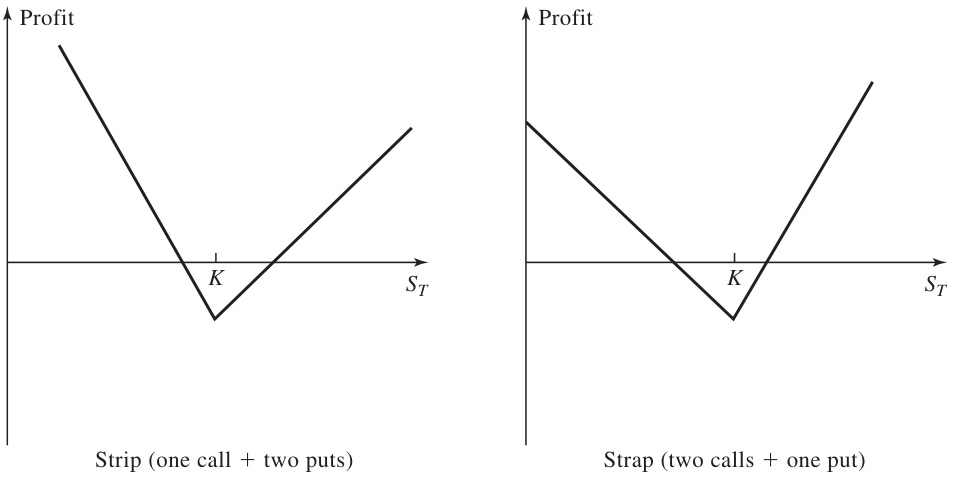 Profit
K
S_T
Strip (one call + two puts)
Profit
K
S_T
Strap (two calls + one put)